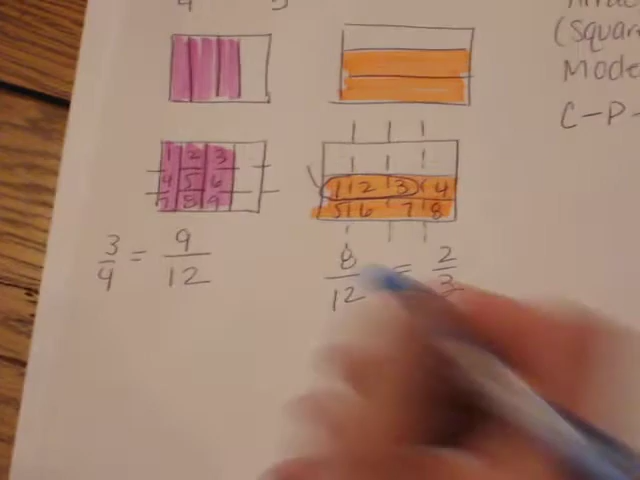 (Squar
Mode
C-P-
1 2 3
4 5 6
7 8 9
1 2 3 4
5 6 7 8
3/4 = 9/12
8/12 = 2/3